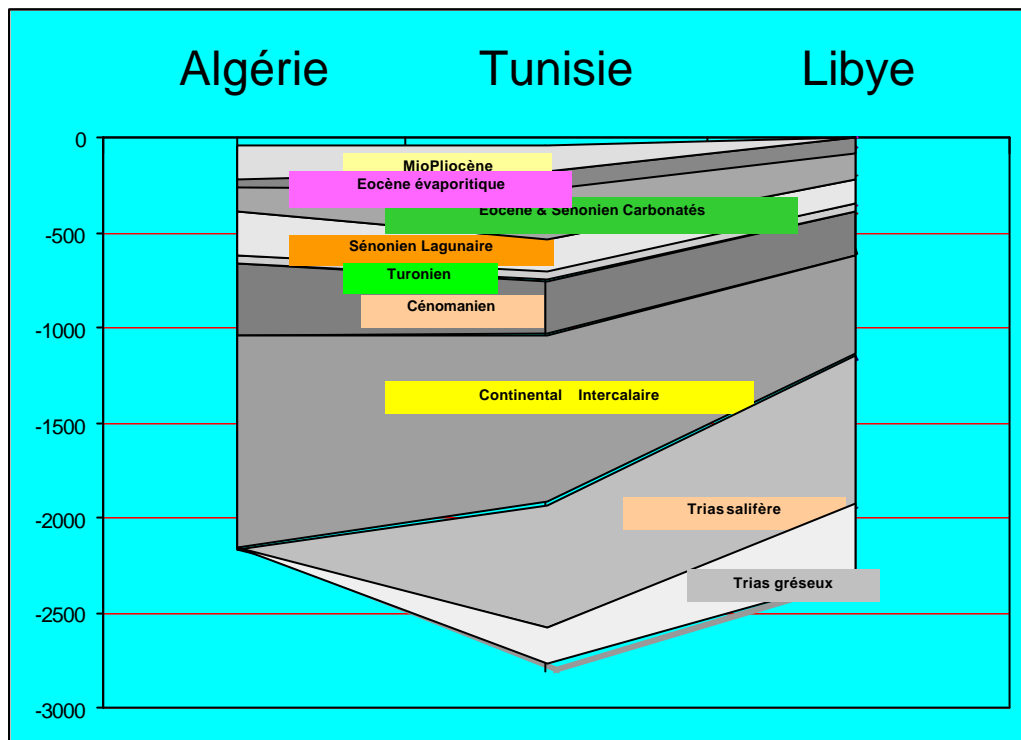 Algérie Tunisie Libye
0
MioPliocène
Eocène évaporitique
Eocène & Sénonien Carbonatés
-500
Sénonien Lagunaire
Turonien
Cénomanien
-1000
Continental Intercalaire
-1500
Trias salifère
-2000
Trias gréseux
-2500
-3000